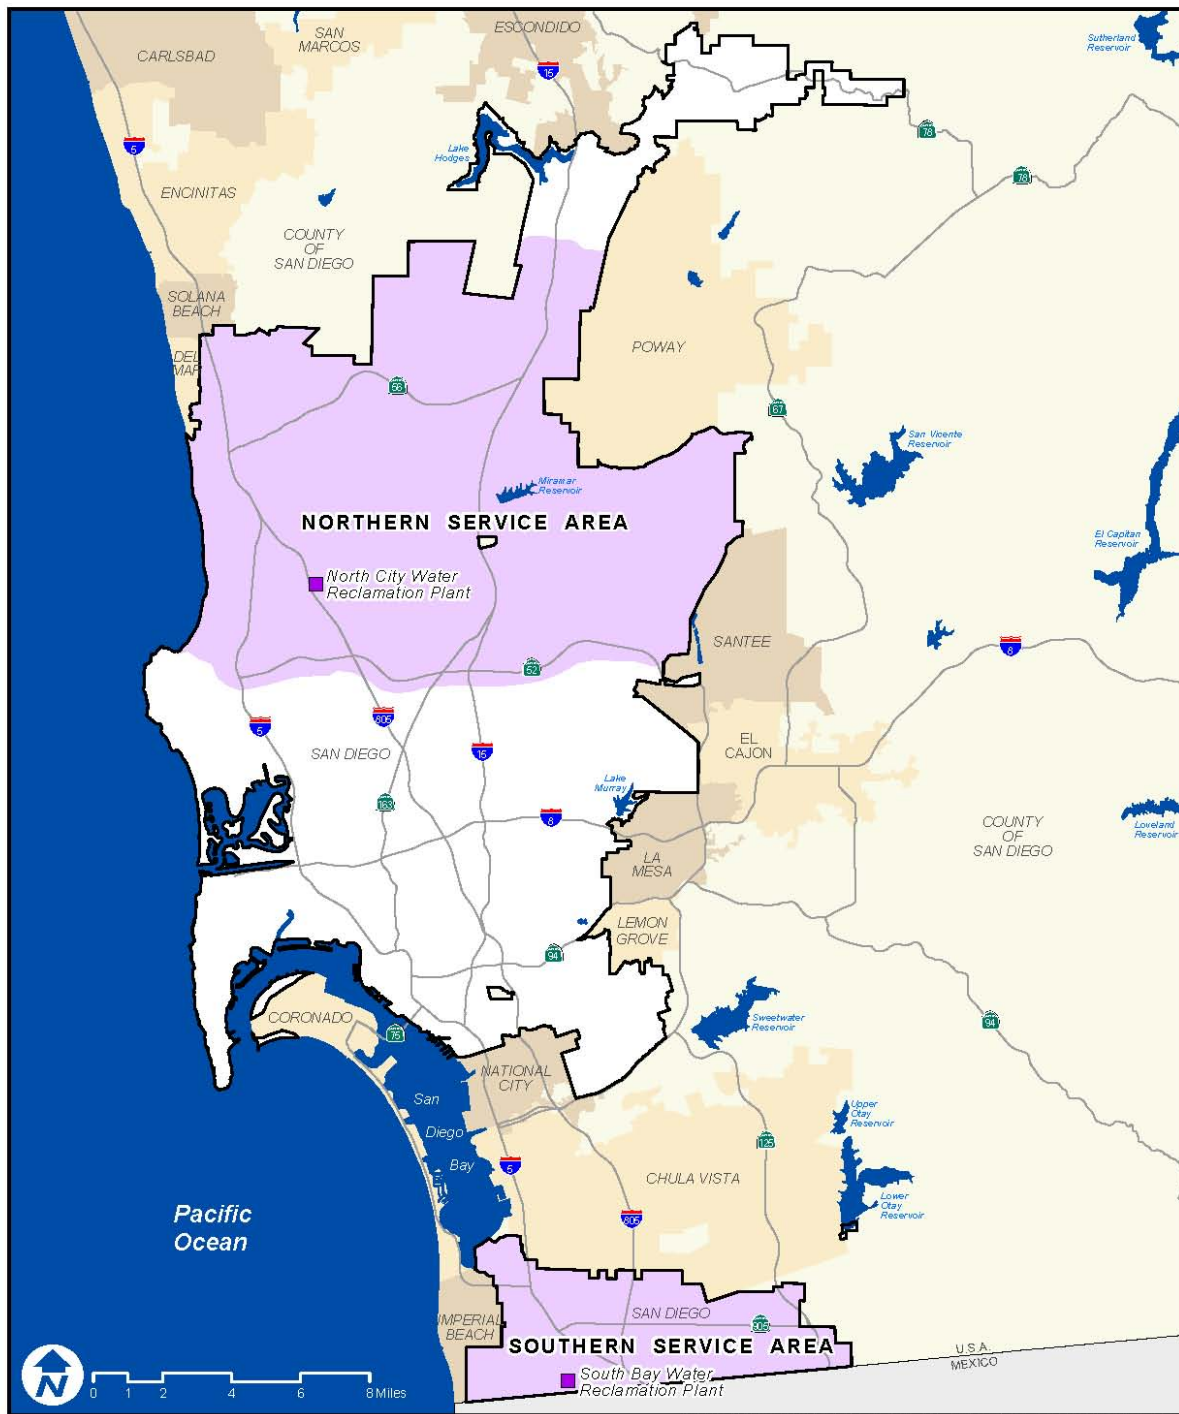 ESCONDIDO
SAN
MARCOS
CARLSBAD
Sutherland
Reservoir
15
78
5
Lake
Hodges
78
ENCINITAS
COUNTY
OF
SAN DIEGO
SOLANA
BEACH
DEL
MAR
POWAY
56
67
San Vicente
Reservoir
Miramar
Reservoir
NORTHERN SERVICE AREA
El Capitan
Reservoir
North City Water
Reclamation Plant
SANTEE
8
52
5
805
15
SAN DIEGO
EL
CAJON
Lake
Murray
163
8
COUNTY
OF
SAN DIEGO
Loveland
Reservoir
LA
MESA
LEMON
GROVE
94
CORONADO
75
Sweetwater
Reservoir
94
NATIONAL
CITY
San
Diego
Bay
Upper
Otay
Reservoir
125
5
CHULA VISTA
Lower
Otay
Reservoir
805
Pacific
Ocean
SAN DIEGO
905
IMPERIAL
BEACH
SOUTHERN SERVICE AREA
U.S.A.
MEXICO
South Bay Water
Reclamation Plant
N
0 1 2 4 6 8 Miles